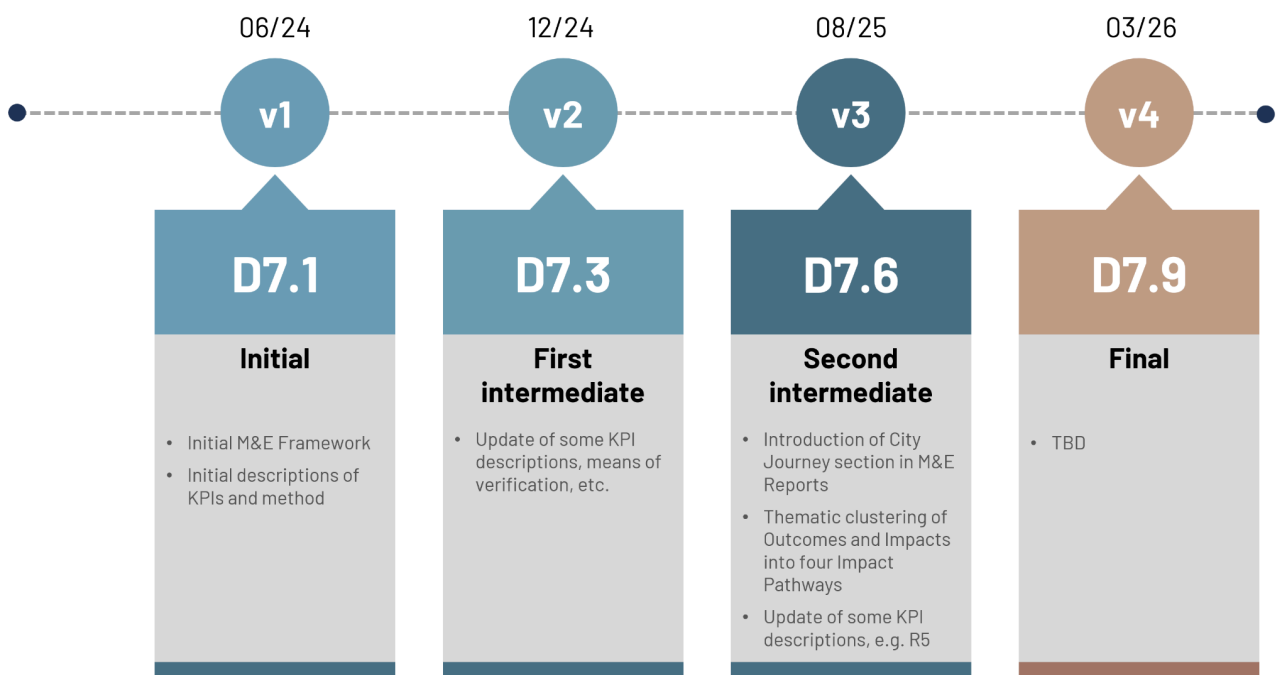 06/24
12/24
08/25
03/26
v1
v2
v3
v4
D7.1
D7.3
D7.6
D7.9
Initial
First
intermediate
Second
intermediate
Final
• Initial M&E Framework
• Initial descriptions of
KPIs and method
• Update of some KPI
descriptions, means of
verification, etc.
• Introduction of City
Journey section in M&E
Reports
• Thematic clustering of
Outcomes and Impacts
into four Impact
Pathways
• Update of some KPI
descriptions, e.g. R5
• TBD